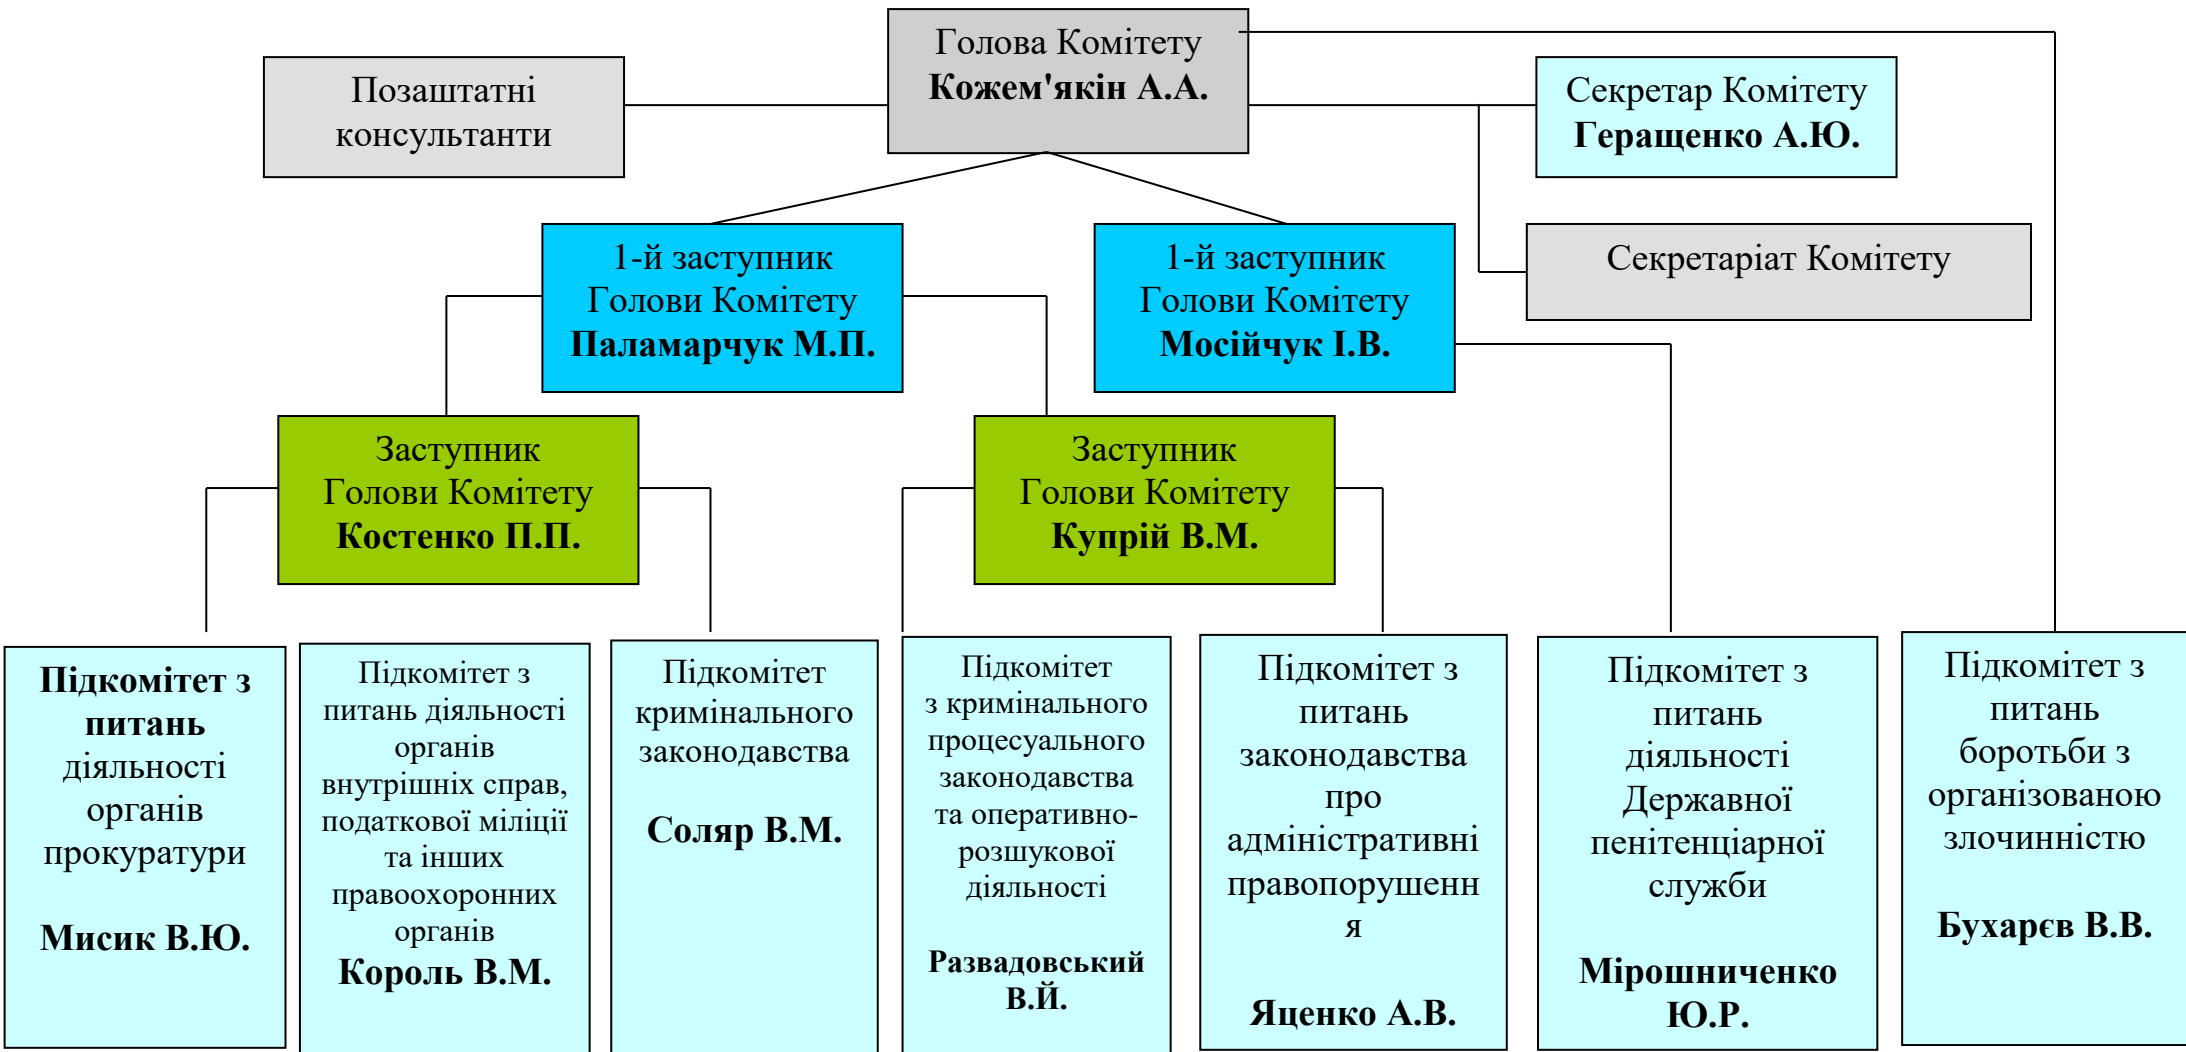 Голова Комітету
Кожем'якін А.А.
Позаштатні
консультанти
Секретар Комітету
Геращенко А.Ю.
1-й заступник
Голови Комітету
Паламарчук М.П.
1-й заступник
Голови Комітету
Мосійчук І.В.
Секретаріат Комітету
Заступник
Голови Комітету
Костенко П.П.
Заступник
Голови Комітету
Купрій В.М.
Підкомітет з
питань
діяльності
органів
прокуратури
Мисик В.Ю.
Підкомітет з
питань діяльності
органів
внутрішніх справ,
податкової міліції
та інших
правоохоронних
органів
Король В.М.
Підкомітет
кримінального
законодавства
Соляр В.М.
Підкомітет
з кримінального
процесуального
законодавства
та оперативно-
розшукової
діяльності
Развадовський
В.Й.
Підкомітет з
питань
законодавства
про
адміністративні
правопорушенн
я
Яценко А.В.
Підкомітет з
питань
діяльності
Державної
пенітенціарної
служби
Мірошниченко
Ю.Р.
Підкомітет з
питань
боротьби з
організованою
злочинністю
Бухарєв В.В.